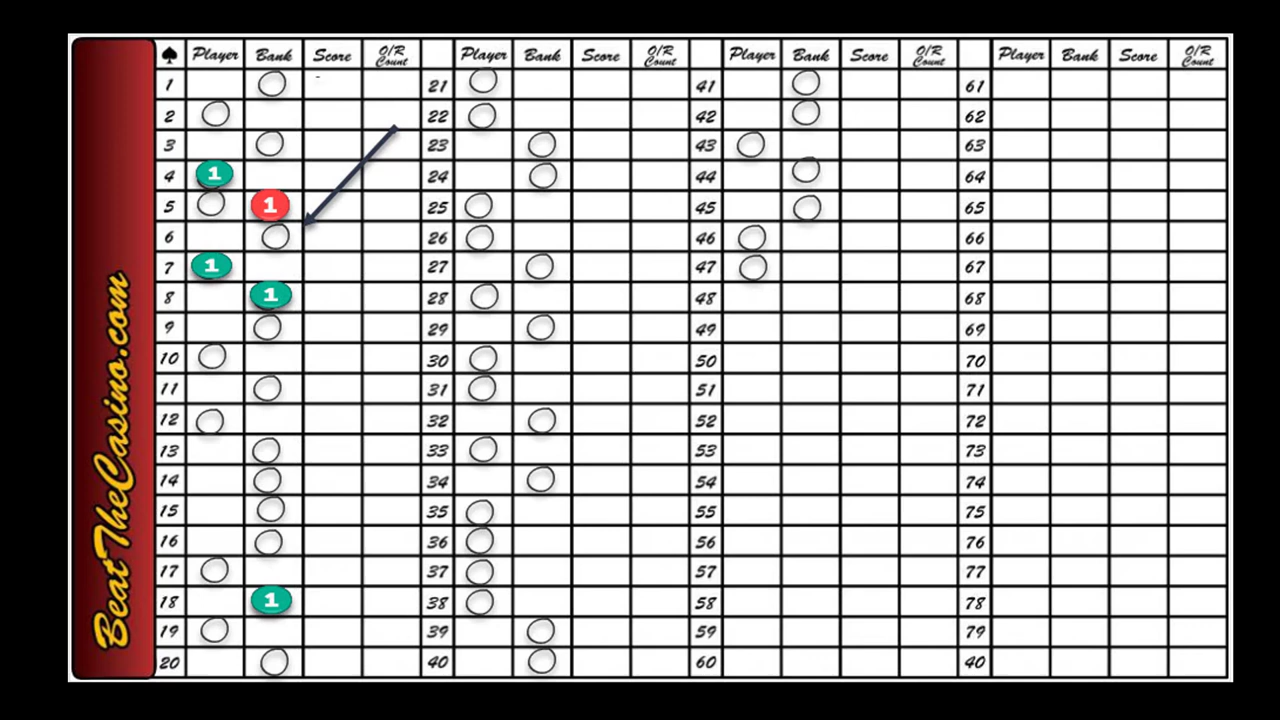 ♠ Player Bank Score O/R Count Player Bank Score O/R Count Player Bank Score O/R Count Player Bank Score O/R Count
1 21 41 61
2 22 42 62
3 23 43 63
4 1 24 44 64
5 1 25 45 65
6 26 46 66
7 1 27 47 67
8 1 28 48 68
9 29 49 69
10 30 50 70
11 31 51 71
12 32 52 72
13 33 53 73
14 34 54 74
15 35 55 75
16 36 56 76
17 37 57 77
18 1 38 58 78
19 39 59 79
20 40 60 40
BeatTheCasino.com